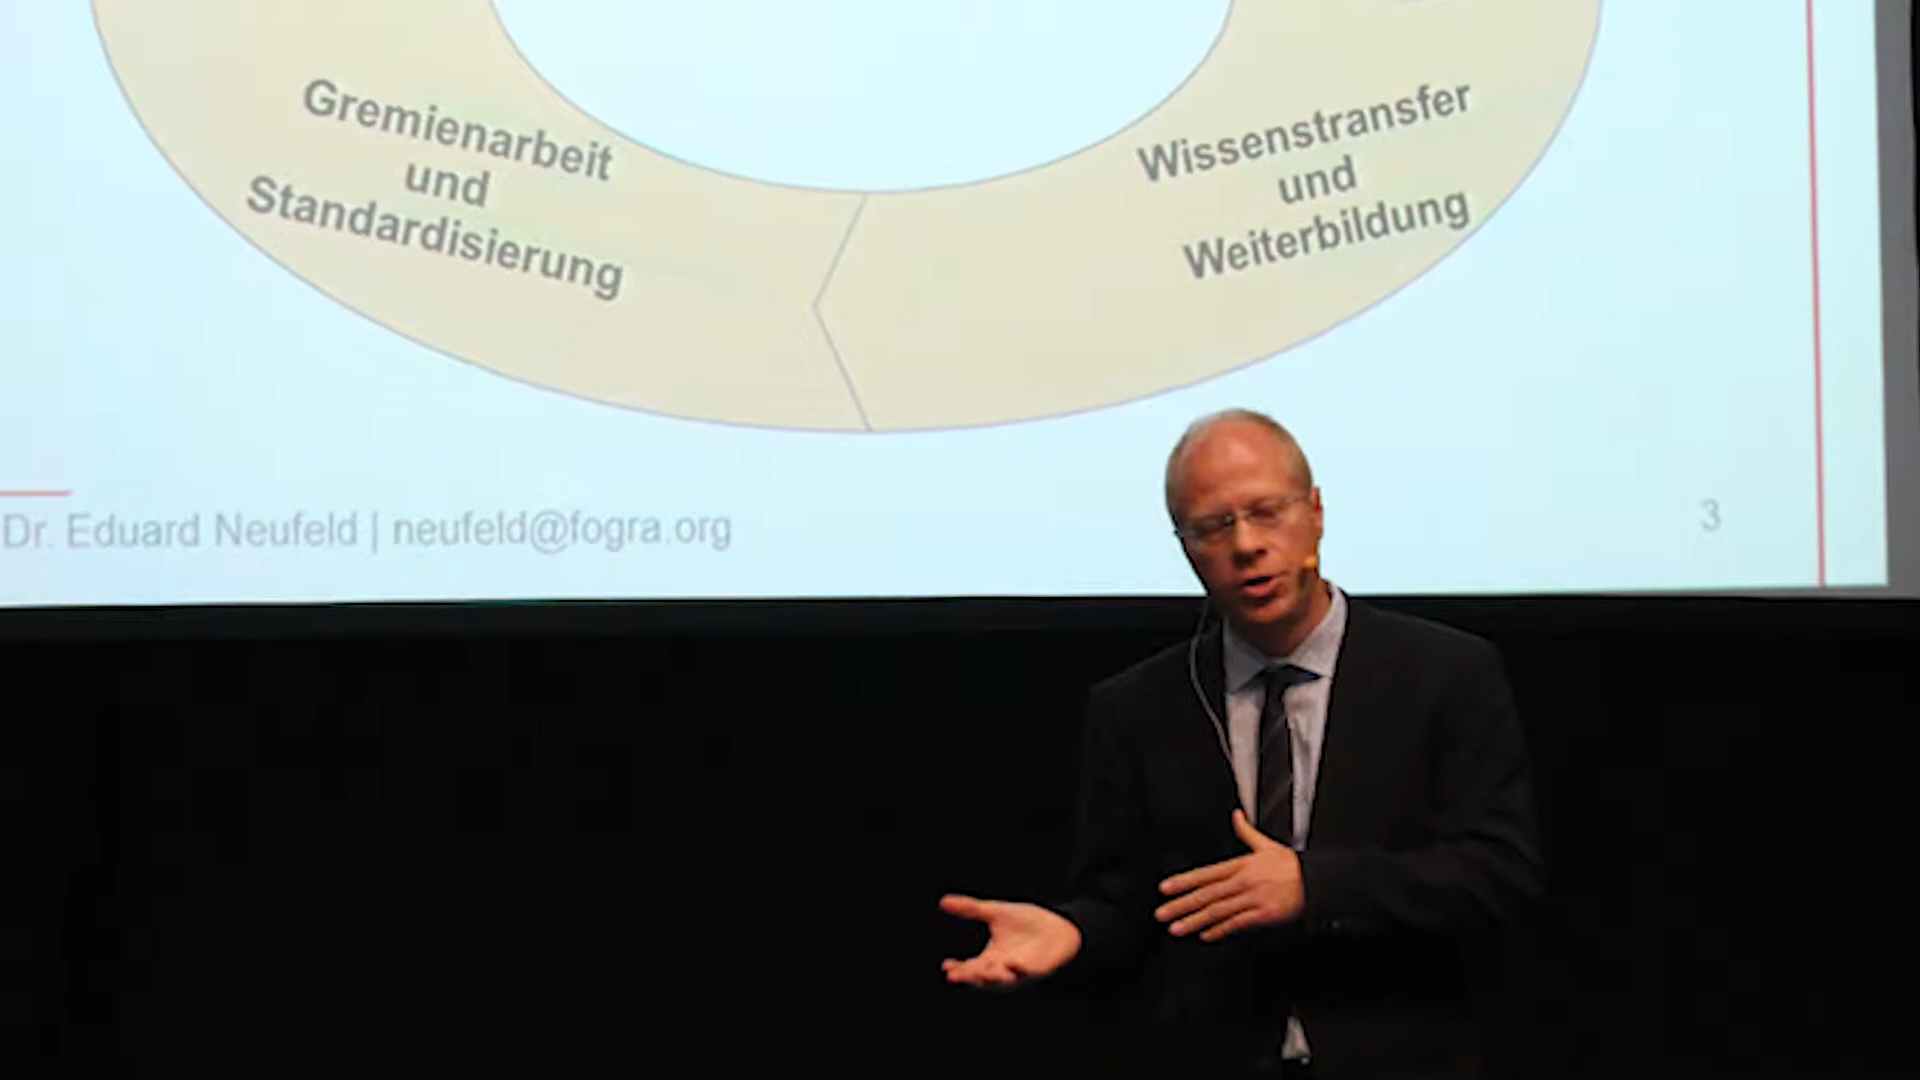 Gremienarbeit
und
Standardisierung
Wissenstransfer
und
Weiterbildung
Dr. Eduard Neufeld | neufeld@fogra.org
3